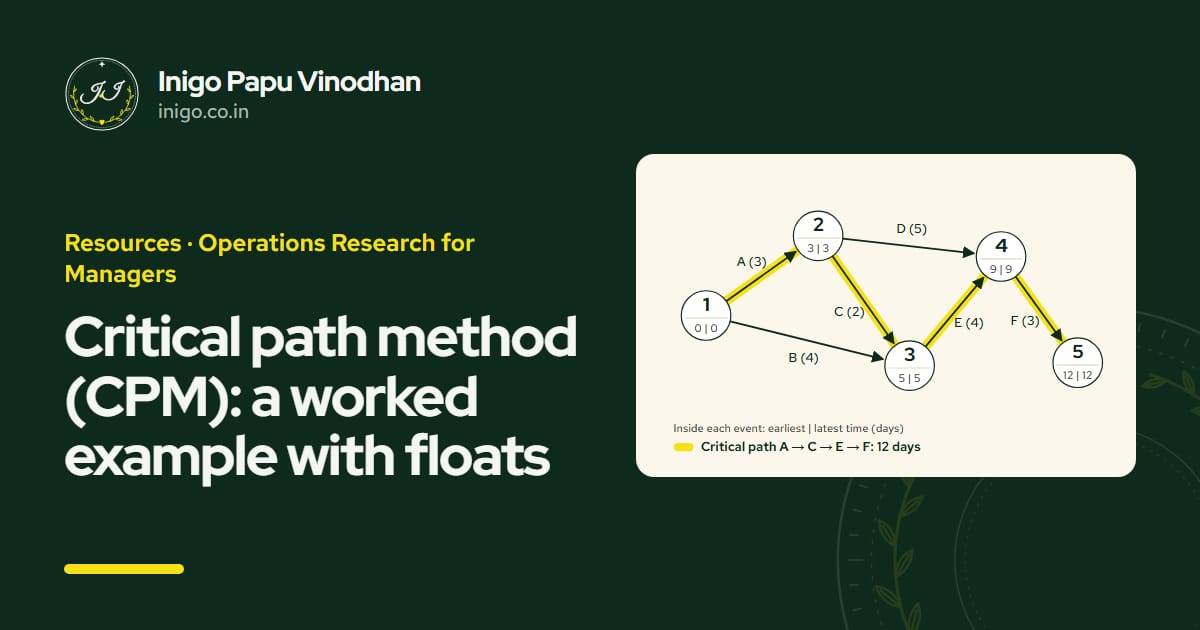 Inigo Papu Vinodhan
inigo.co.in
Resources · Operations Research for
Managers
Critical path method
(CPM): a worked
example with floats
2
3 | 3
D (5)
4
9 | 9
A (3)
1
0 | 0
C (2)
E (4)
F (3)
B (4)
3
5 | 5
5
12 | 12
Inside each event: earliest | latest time (days)
Critical path A → C → E → F: 12 days